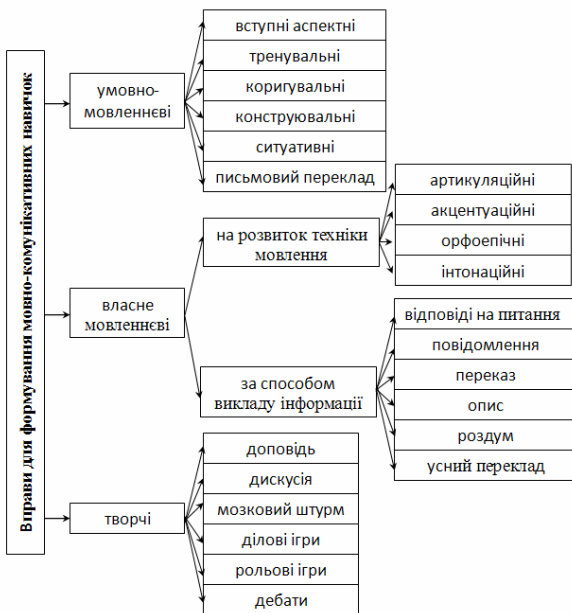 Вправи для формування мовно-комунікативних навичок
умовно-
мовленнєві
вступні аспектні
тренувальні
коригувальні
конструювальні
ситуативні
письмовий переклад
власне
мовленнєві
на розвиток техніки
мовлення
артикуляційні
акцентуаційні
орфоепічні
інтонаційні
за способом
викладу інформації
відповіді на питання
повідомлення
переказ
опис
роздум
усний переклад
творчі
доповідь
дискусія
мозковий штурм
ділові ігри
рольові ігри
дебати